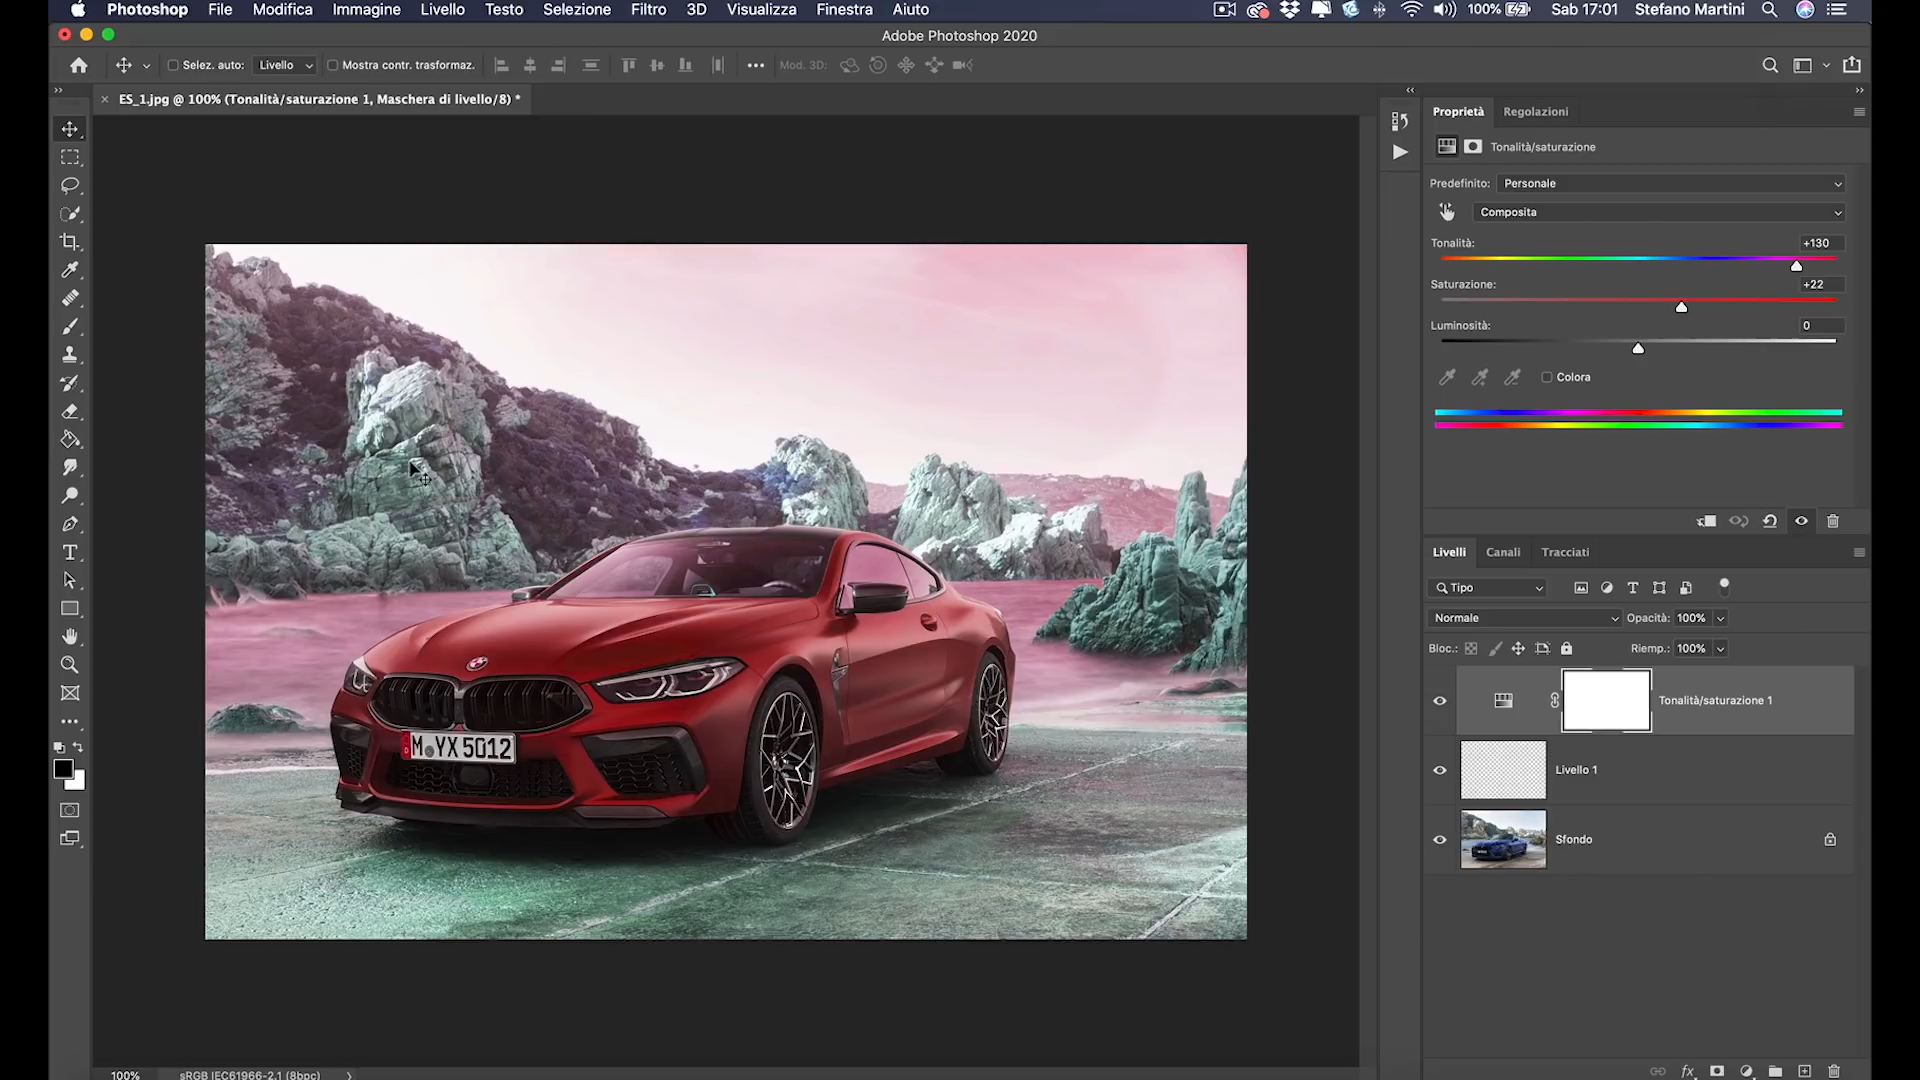 Photoshop File Modifica Immagine Livello Testo Selezione Filtro 3D Visualizza Finestra Aiuto 100% Sab 17:01 Stefano Martini
Adobe Photoshop 2020
Selez. auto: Livello Mostra contr. trasformaz. ••• Mod. 3D:
ES_1.jpg @ 100% (Tonalità/saturazione 1, Maschera di livello/8) *
Proprietà Regolazioni
Tonalità/saturazione
Predefinito: Personale
Composita
Tonalità: +130
Saturazione: +22
Luminosità: 0
Colora
M YX 5012
Livelli Canali Tracciati
Tipo
Normale Opacità: 100%
Bloc.: Riemp.: 100%
Tonalità/saturazione 1
Livello 1
Sfondo
100% sRGB IEC61966-2.1 (8bpc)
fx